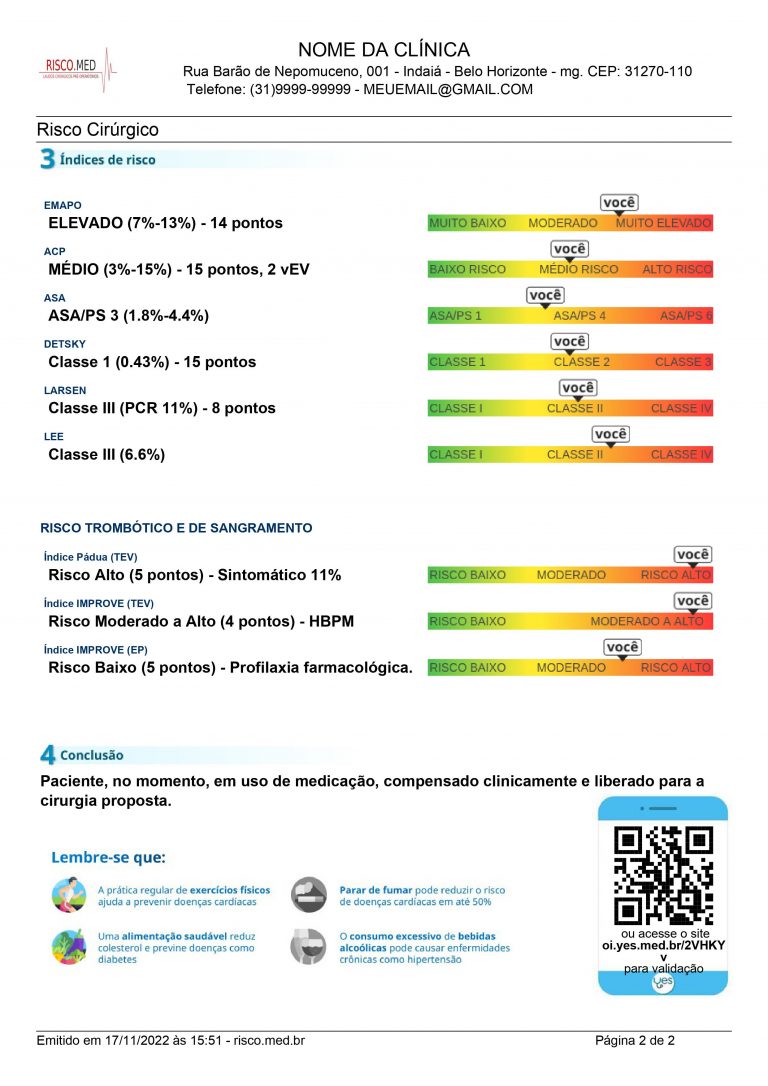 NOME DA CLÍNICA
RISCO.MED
LAUDOS CIRÚRGICOS PRÉ-OPERATÓRIOS
Rua Barão de Nepomuceno, 001 - Indaiá - Belo Horizonte - mg. CEP: 31270-110
Telefone: (31)9999-99999 - MEUEMAIL@GMAIL.COM
Risco Cirúrgico
3 Índices de risco
EMAPO
ELEVADO (7%-13%) - 14 pontos
você
MUITO BAIXO MODERADO MUITO ELEVADO
ACP
MÉDIO (3%-15%) - 15 pontos, 2 vEV
você
BAIXO RISCO MÉDIO RISCO ALTO RISCO
ASA
ASA/PS 3 (1.8%-4.4%)
você
ASA/PS 1 ASA/PS 4 ASA/PS 6
DETSKY
Classe 1 (0.43%) - 15 pontos
você
CLASSE 1 CLASSE 2 CLASSE 3
LARSEN
Classe III (PCR 11%) - 8 pontos
você
CLASSE I CLASSE II CLASSE IV
LEE
Classe III (6.6%)
você
CLASSE I CLASSE II CLASSE IV
RISCO TROMBÓTICO E DE SANGRAMENTO
Índice Pádua (TEV)
Risco Alto (5 pontos) - Sintomático 11%
você
RISCO BAIXO MODERADO RISCO ALTO
Índice IMPROVE (TEV)
Risco Moderado a Alto (4 pontos) - HBPM
você
RISCO BAIXO MODERADO A ALTO
Índice IMPROVE (EP)
Risco Baixo (5 pontos) - Profilaxia farmacológica.
você
RISCO BAIXO MODERADO RISCO ALTO
4 Conclusão
Paciente, no momento, em uso de medicação, compensado clinicamente e liberado para a
cirurgia proposta.
Lembre-se que:
A prática regular de exercícios físicos
ajuda a prevenir doenças cardíacas
Parar de fumar pode reduzir o risco
de doenças cardíacas em até 50%
Uma alimentação saudável reduz
colesterol e previne doenças como
diabetes
O consumo excessivo de bebidas
alcoólicas pode causar enfermidades
crônicas como hipertensão
ou acesse o site
oi.yes.med.br/2VHKY
v
para validação
yes
Emitido em 17/11/2022 às 15:51 - risco.med.br
Página 2 de 2